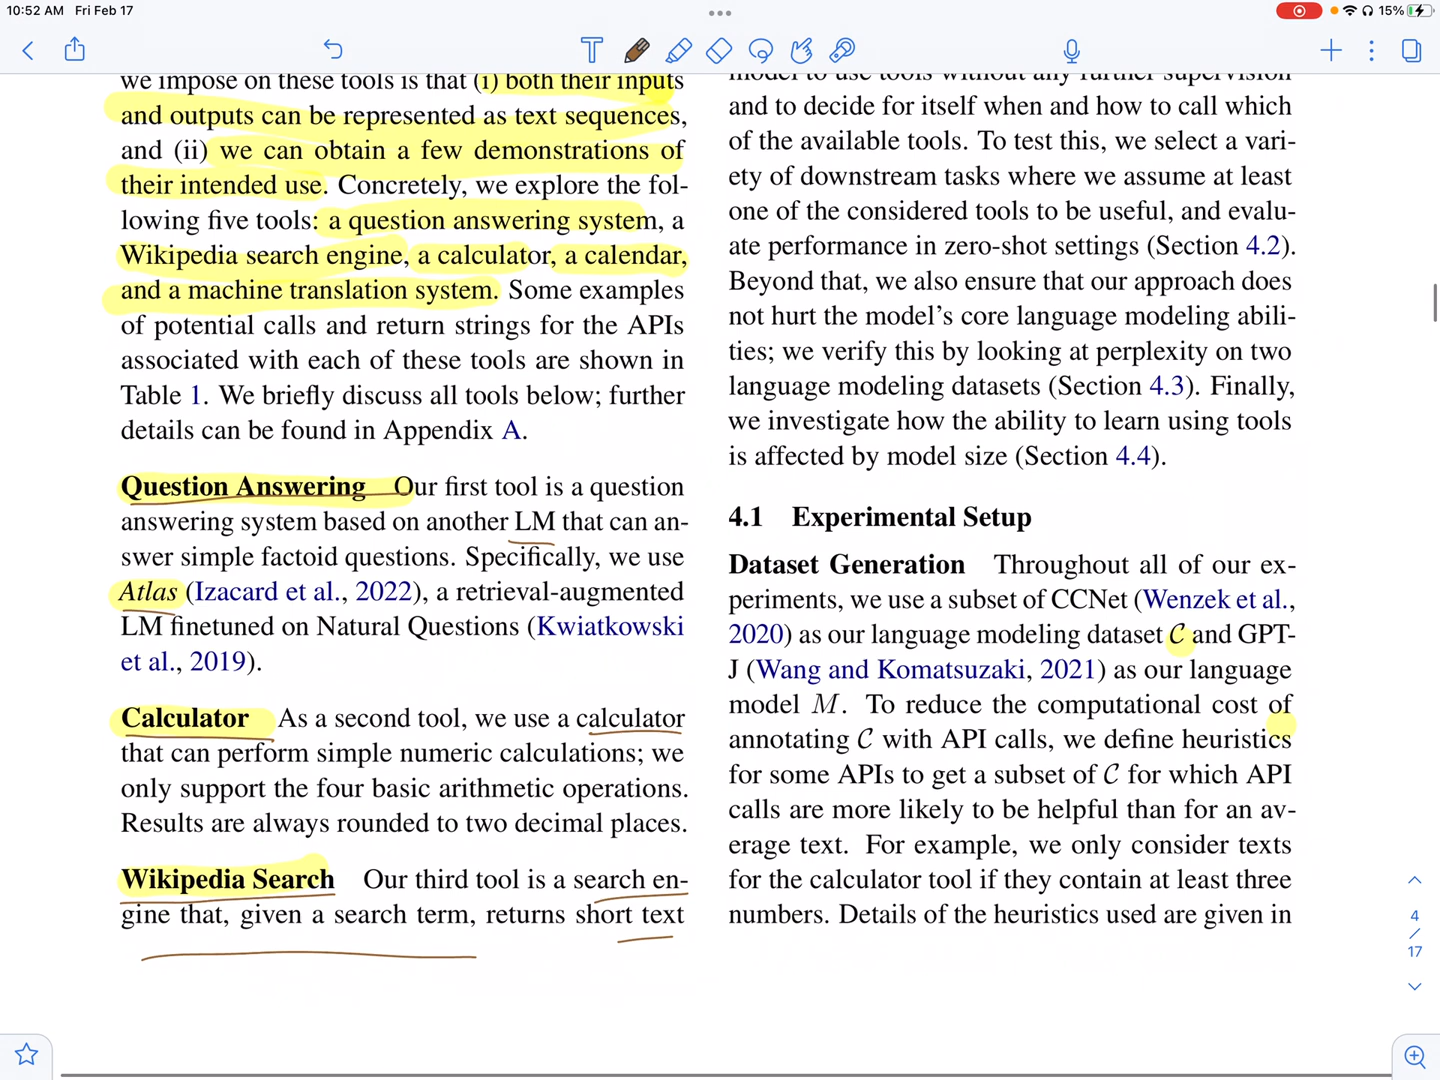 10:52 AM Fri Feb 17
15%
we impose on these tools is that (i) both their inputs
and outputs can be represented as text sequences,
and (ii) we can obtain a few demonstrations of
their intended use. Concretely, we explore the fol-
lowing five tools: a question answering system, a
Wikipedia search engine, a calculator, a calendar,
and a machine translation system. Some examples
of potential calls and return strings for the APIs
associated with each of these tools are shown in
Table 1. We briefly discuss all tools below; further
details can be found in Appendix A.
Question Answering Our first tool is a question
answering system based on another LM that can an-
swer simple factoid questions. Specifically, we use
Atlas (Izacard et al., 2022), a retrieval-augmented
LM finetuned on Natural Questions (Kwiatkowski
et al., 2019).
Calculator As a second tool, we use a calculator
that can perform simple numeric calculations; we
only support the four basic arithmetic operations.
Results are always rounded to two decimal places.
Wikipedia Search Our third tool is a search en-
gine that, given a search term, returns short text
model to use tools without any further supervision
and to decide for itself when and how to call which
of the available tools. To test this, we select a vari-
ety of downstream tasks where we assume at least
one of the considered tools to be useful, and evalu-
ate performance in zero-shot settings (Section 4.2).
Beyond that, we also ensure that our approach does
not hurt the model's core language modeling abili-
ties; we verify this by looking at perplexity on two
language modeling datasets (Section 4.3). Finally,
we investigate how the ability to learn using tools
is affected by model size (Section 4.4).
4.1 Experimental Setup
Dataset Generation Throughout all of our ex-
periments, we use a subset of CCNet (Wenzek et al.,
2020) as our language modeling dataset C and GPT-
J (Wang and Komatsuzaki, 2021) as our language
model M. To reduce the computational cost of
annotating C with API calls, we define heuristics
for some APIs to get a subset of C for which API
calls are more likely to be helpful than for an av-
erage text. For example, we only consider texts
for the calculator tool if they contain at least three
numbers. Details of the heuristics used are given in
4
/
17